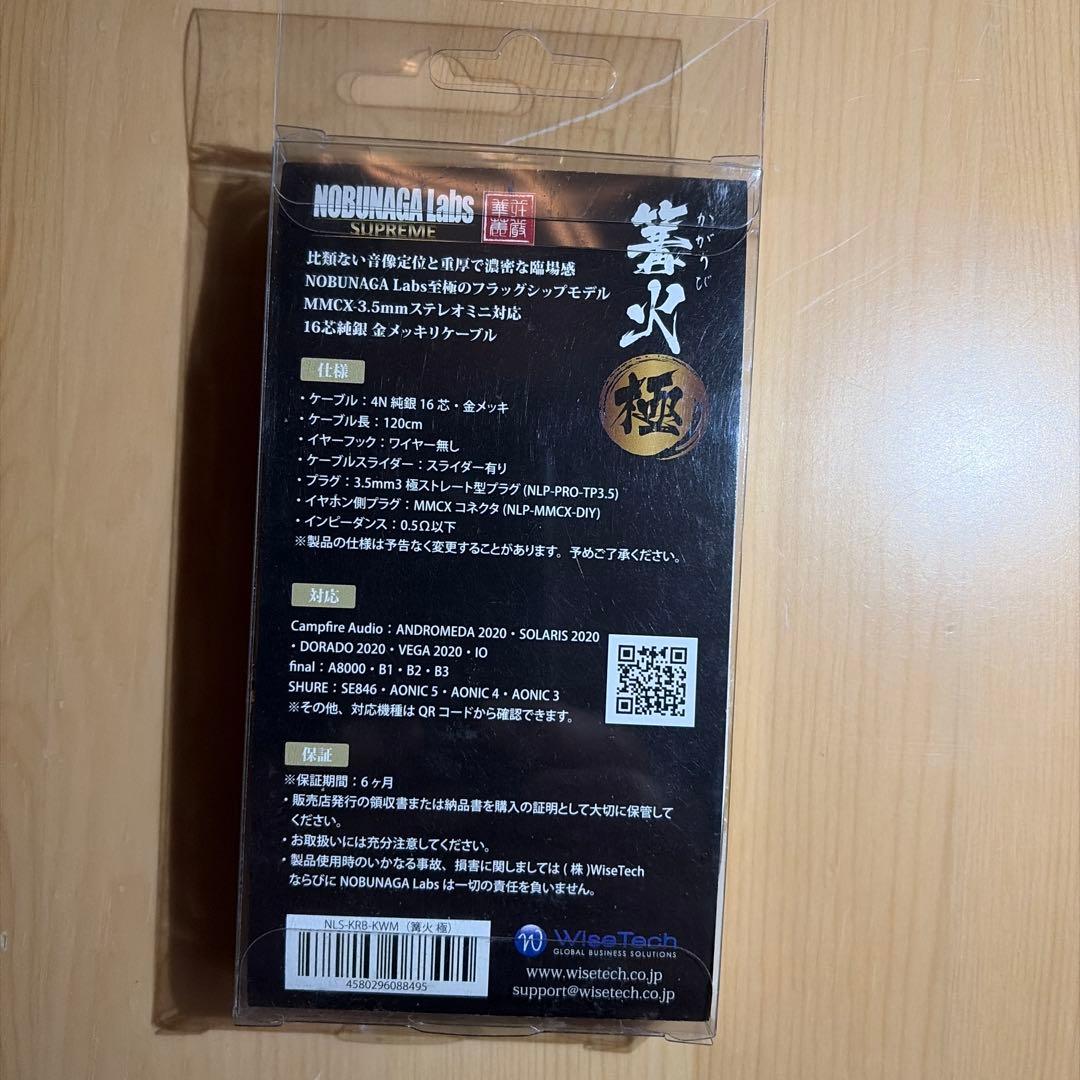 NOBUNAGA Labs
SUPREME
篝火
かがりび
極
比類ない音像定位と重厚で濃密な臨場感
NOBUNAGA Labs至極のフラッグシップモデル
MMCX-3.5mmステレオミニ対応
16芯純銀 金メッキリケーブル
仕様
・ケーブル：4N 純銀 16 芯・金メッキ
・ケーブル長：120cm
・イヤーフック：ワイヤー無し
・ケーブルスライダー：スライダー有り
・プラグ：3.5mm3 極ストレート型プラグ (NLP-PRO-TP3.5)
・イヤホン側プラグ：MMCX コネクタ (NLP-MMCX-DIY)
・インピーダンス：0.5Ω以下
※製品の仕様は予告なく変更することがあります。予めご了承ください。
対応
Campfire Audio：ANDROMEDA 2020・SOLARIS 2020
・DORADO 2020・VEGA 2020・IO
final：A8000・B1・B2・B3
SHURE：SE846・AONIC 5・AONIC 4・AONIC 3
※その他、対応機種は QR コードから確認できます。
保証
※保証期間：6ヶ月
・販売店発行の領収書または納品書を購入の証明として大切に保管して
ください。
・お取扱いには充分注意してください。
・製品使用時のいかなる事故、損害に関しましては ( 株 )WiseTech
ならびに NOBUNAGA Labs は一切の責任を負いません。
NLS-KRB-KWM（篝火 極）
4580296088495
WiseTech
GLOBAL BUSINESS SOLUTIONS
www.wisetech.co.jp
support@wisetech.co.jp